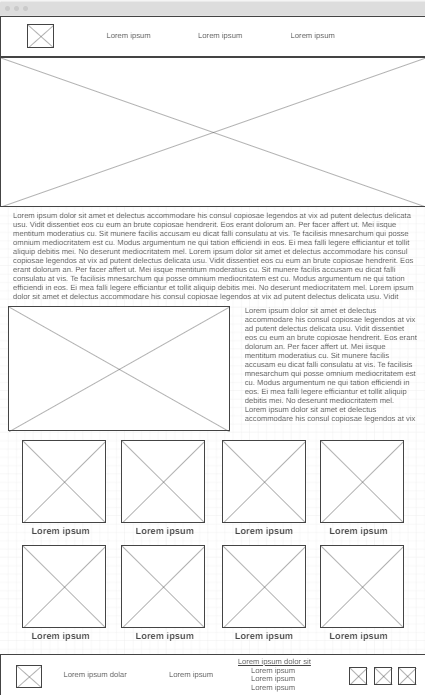 Lorem ipsum Lorem ipsum Lorem ipsum
Lorem ipsum dolor sit amet et delectus accommodare his consul copiosae legendos at vix ad putent delectus delicata
usu. Vidit dissentiet eos cu eum an brute copiosae hendrerit. Eos erant dolorum an. Per facer affert ut. Mei iisque
mentitum moderatius cu. Sit munere facilis accusam eu dicat falli consulatu at vis. Te facilisis mnesarchum qui posse
omnium mediocritatem cu. Modus argumentum ne qui tation efficiendi in eos. Ei mea falli legere efficiantur et tollit
aliquip debitis mei. No deserunt mediocritatem mel. Lorem ipsum dolor sit amet et delectus accommodare his consul
copiosae legendos at vix ad putent delectus delicata usu. Vidit dissentiet eos cu eum an brute copiosae hendrerit. Eos
erant dolorum an. Per facer affert ut. Mei iisque mentitum moderatius cu. Sit munere facilis accusam eu dicat falli
consulatu at vis. Te facilisis mnesarchum qui posse omnium mediocritatem cu. Modus argumentum ne qui tation
efficiendi in eos. Ei mea falli legere efficiantur et tollit aliquip debitis mei. No deserunt mediocritatem mel. Lorem ipsum
dolor sit amet et delectus accommodare his consul copiosae legendos at vix ad putent delectus delicata usu. Vidit
Lorem ipsum dolor sit amet et delectus
accommodare his consul copiosae legendos at vix
ad putent delectus delicata usu. Vidit dissentiet
eos cu eum an brute copiosae hendrerit. Eos erant
dolorum an. Per facer affert ut. Mei iisque
mentitum moderatius cu. Sit munere facilis
accusam eu dicat falli consulatu at vis. Te facilisis
mnesarchum qui posse omnium mediocritatem est
cu. Modus argumentum ne qui tation efficiendi in
eos. Ei mea falli legere efficiantur et tollit aliquip
debitis mei. No deserunt mediocritatem mel.
Lorem ipsum dolor sit amet et delectus
accommodare his consul copiosae legendos at vix
Lorem ipsum Lorem ipsum Lorem ipsum Lorem ipsum
Lorem ipsum Lorem ipsum Lorem ipsum Lorem ipsum
Lorem ipsum dolar Lorem ipsum
Lorem ipsum dolor sit
Lorem ipsum
Lorem ipsum
Lorem ipsum